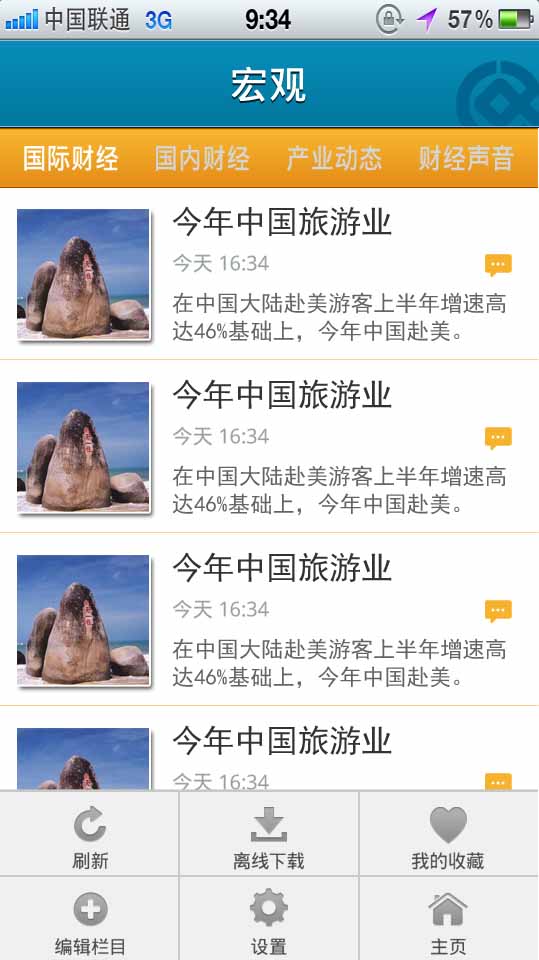 中国联通 3G 9:34 57%
宏观
国际财经 国内财经 产业动态 财经声音
今年中国旅游业
今天 16:34
在中国大陆赴美游客上半年增速高
达46%基础上，今年中国赴美。
今年中国旅游业
今天 16:34
在中国大陆赴美游客上半年增速高
达46%基础上，今年中国赴美。
今年中国旅游业
今天 16:34
在中国大陆赴美游客上半年增速高
达46%基础上，今年中国赴美。
今年中国旅游业
今天 16:34
刷新 离线下载 我的收藏
编辑栏目 设置 主页